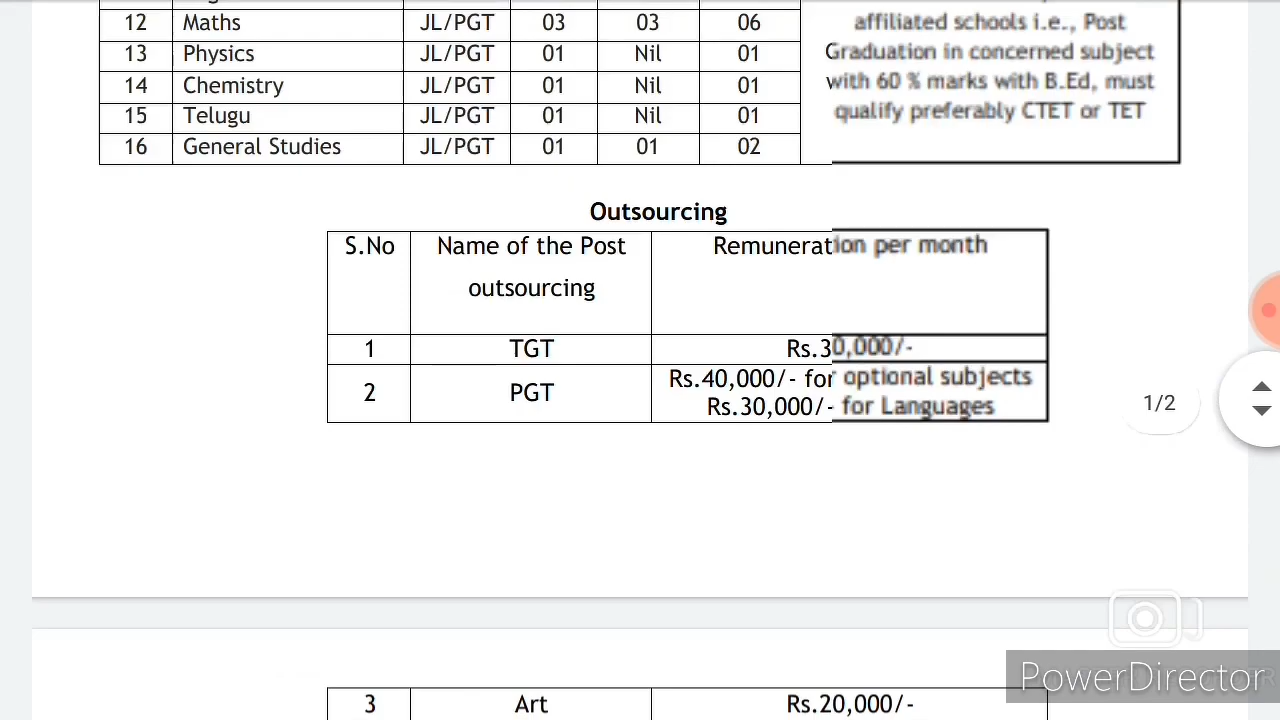 12 Maths JL/PGT 03 03 06
affiliated schools i.e., Post
13 Physics JL/PGT 01 Nil 01
Graduation in concerned subject
14 Chemistry JL/PGT 01 Nil 01
with 60 % marks with B.Ed, must
15 Telugu JL/PGT 01 Nil 01
qualify preferably CTET or TET
16 General Studies JL/PGT 01 01 02
Outsourcing
S.No Name of the Post outsourcing Remuneration per month
1 TGT Rs.30,000/-
2 PGT Rs.40,000/- for optional subjects
Rs.30,000/- for Languages
1/2
3 Art Rs.20,000/-
PowerDirector